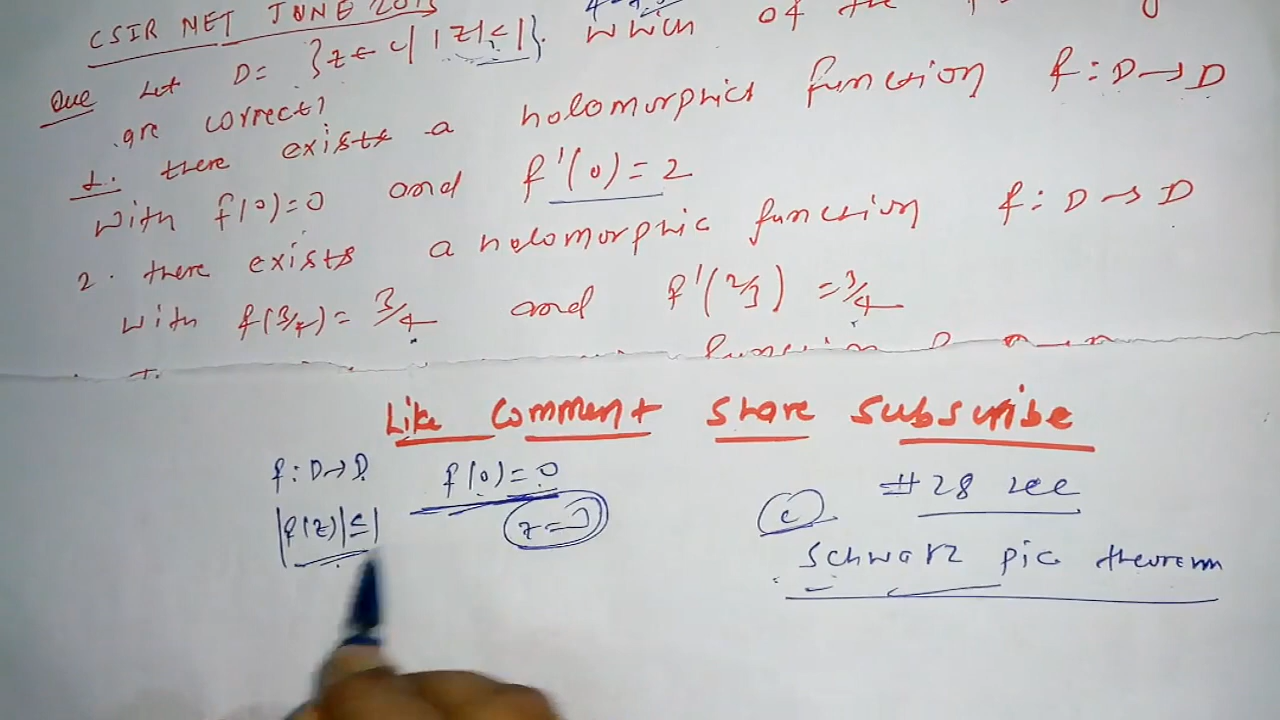 CSIR NET JUNE
Que Let D = {z ∈ C | |z| < 1}. Which of the
are correct?
1. there exists a holomorphics function f : D → D
with f(0) = 0 and f'(0) = 2
2. there exists a holomorphic function f : D → D
with f(3/4) = 3/4 and f'(2/3) = 3/4
function
Like Comment Share Subscribe
f : D → D f(0) = 0 #28 Lec
|f(z)| ≤ 1 z = 0 c
Schwarz pic theorem